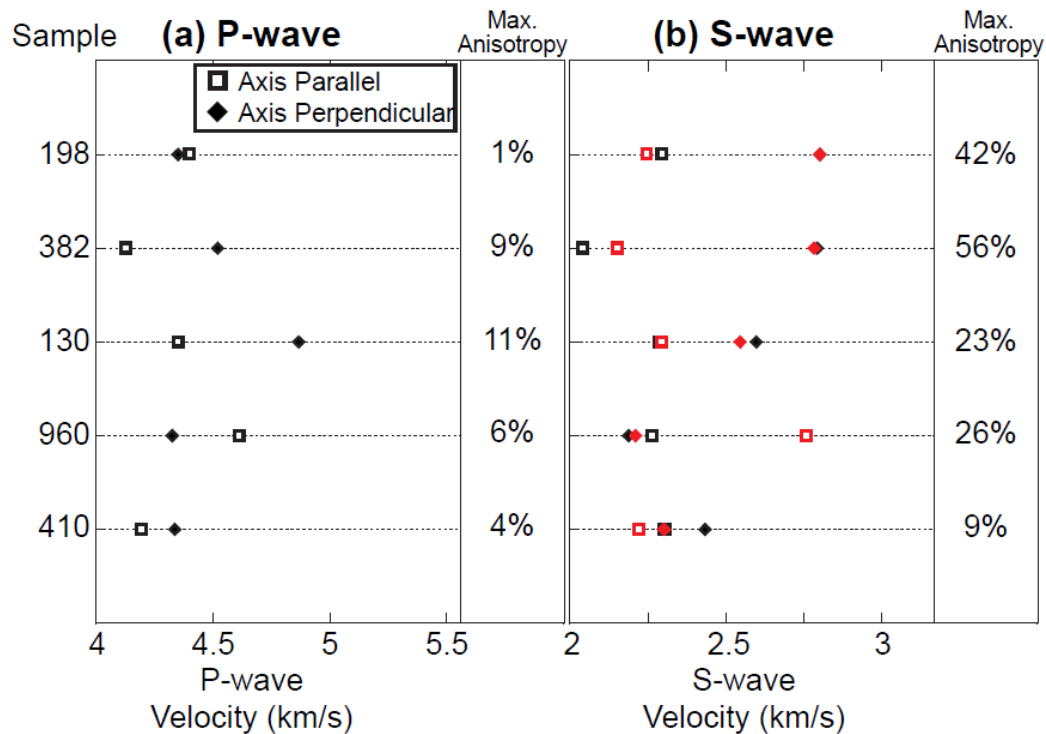 Sample (a) P-wave Max. Anisotropy (b) S-wave Max. Anisotropy
Axis Parallel
Axis Perpendicular
198 1% 42%
382 9% 56%
130 11% 23%
960 6% 26%
410 4% 9%
4 4.5 5 5.5 2 2.5 3
P-wave S-wave
Velocity (km/s) Velocity (km/s)